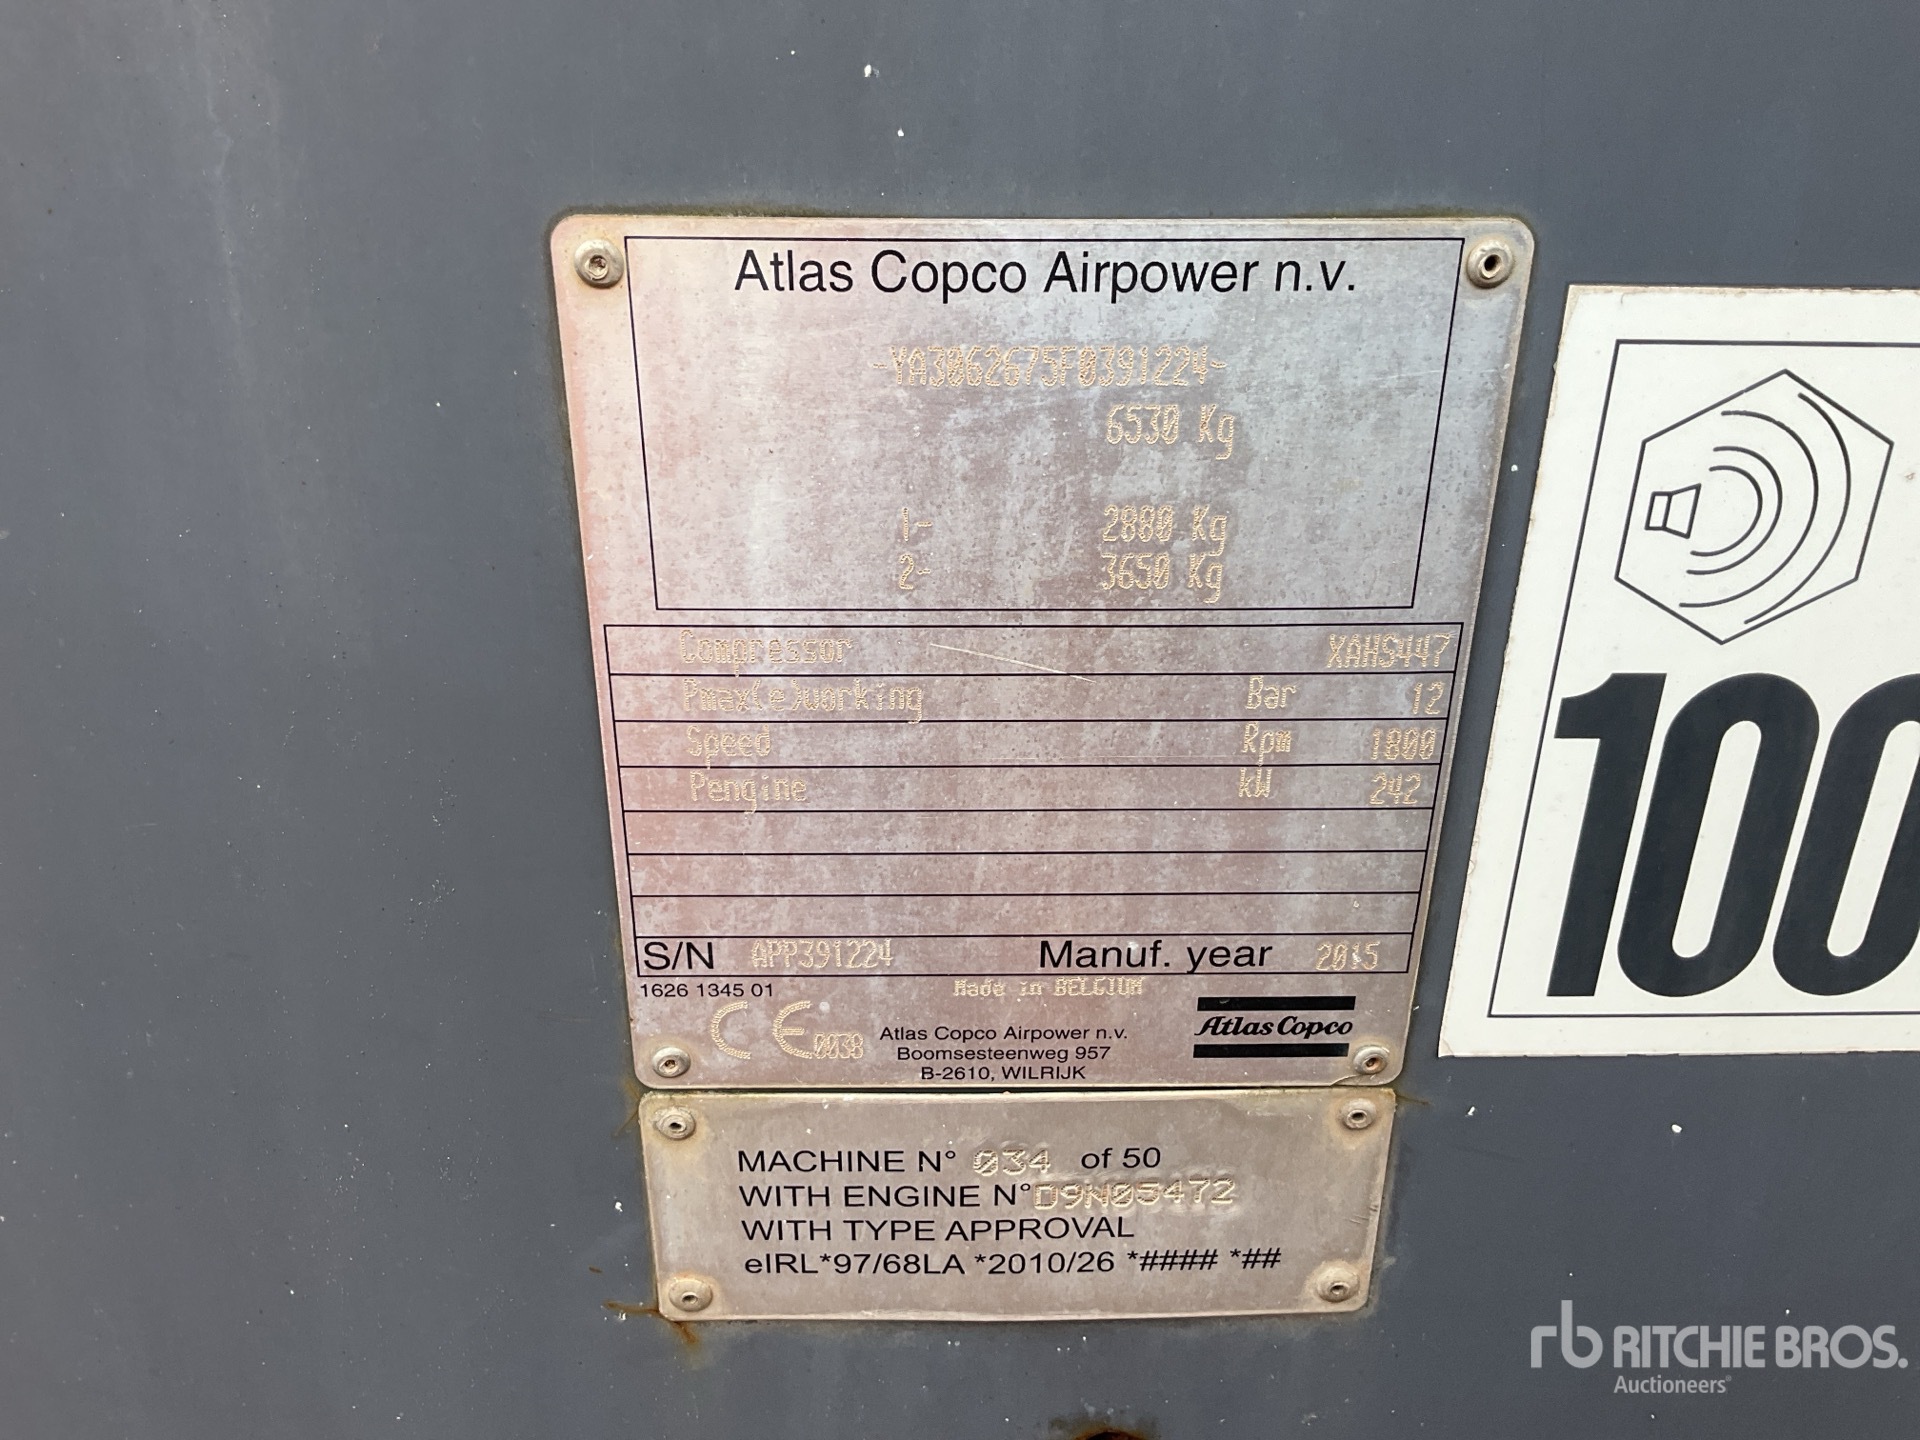 Atlas Copco Airpower n.v.
-YA3062675F0391224-
6530 Kg
1- 2880 Kg
2- 3650 Kg
Compressor XAHS447
Pmax(e)working Bar 12
Speed Rpm 1800
Pengine kW 242
S/N APP391224 Manuf. year 2015
1626 1345 01 Made in BELGIUM
CE 0038
Atlas Copco Airpower n.v.
Boomsesteenweg 957
B-2610, WILRIJK
Atlas Copco
MACHINE N° 034 of 50
WITH ENGINE N° D9N05472
WITH TYPE APPROVAL
eIRL*97/68LA *2010/26 *#### *##
100
rb RITCHIE BROS.
Auctioneers